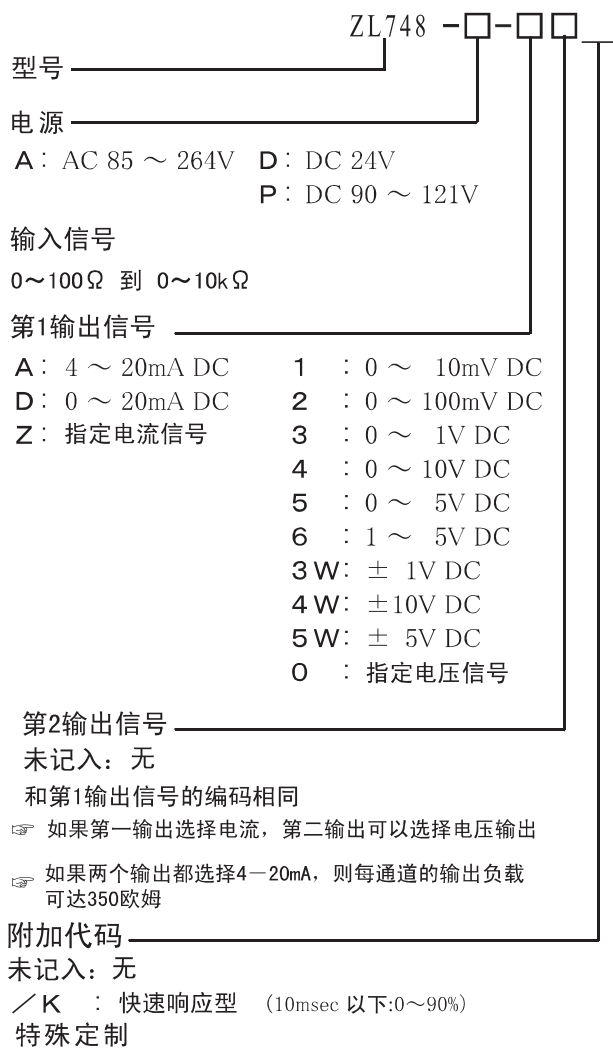 ZL748 -□-□□
型号
电源
A: AC 85 ～ 264V D: DC 24V
P: DC 90 ～ 121V
输入信号
0～100Ω 到 0～10kΩ
第1输出信号
A: 4 ～ 20mA DC 1 : 0 ～ 10mV DC
D: 0 ～ 20mA DC 2 : 0 ～ 100mV DC
Z: 指定电流信号 3 : 0 ～ 1V DC
4 : 0 ～ 10V DC
5 : 0 ～ 5V DC
6 : 1 ～ 5V DC
3W: ± 1V DC
4W: ±10V DC
5W: ± 5V DC
0 : 指定电压信号
第2输出信号
未记入: 无
和第1输出信号的编码相同
☞ 如果第一输出选择电流，第二输出可以选择电压输出
☞ 如果两个输出都选择4－20mA，则每通道的输出负载
可达350欧姆
附加代码
未记入: 无
／K : 快速响应型 (10msec 以下:0～90%)
特殊定制